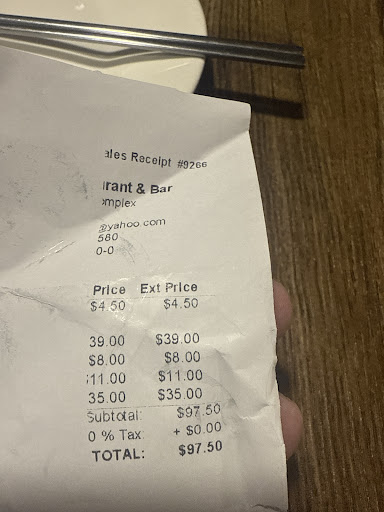 ales Receipt #9266
irant & Bar
omplex
@yahoo.com
580
0-0
Price Ext Price
$4.50 $4.50
39.00 $39.00
$8.00 $8.00
11.00 $11.00
35.00 $35.00
Subtotal: $97.50
0 % Tax: + $0.00
TOTAL: $97.50